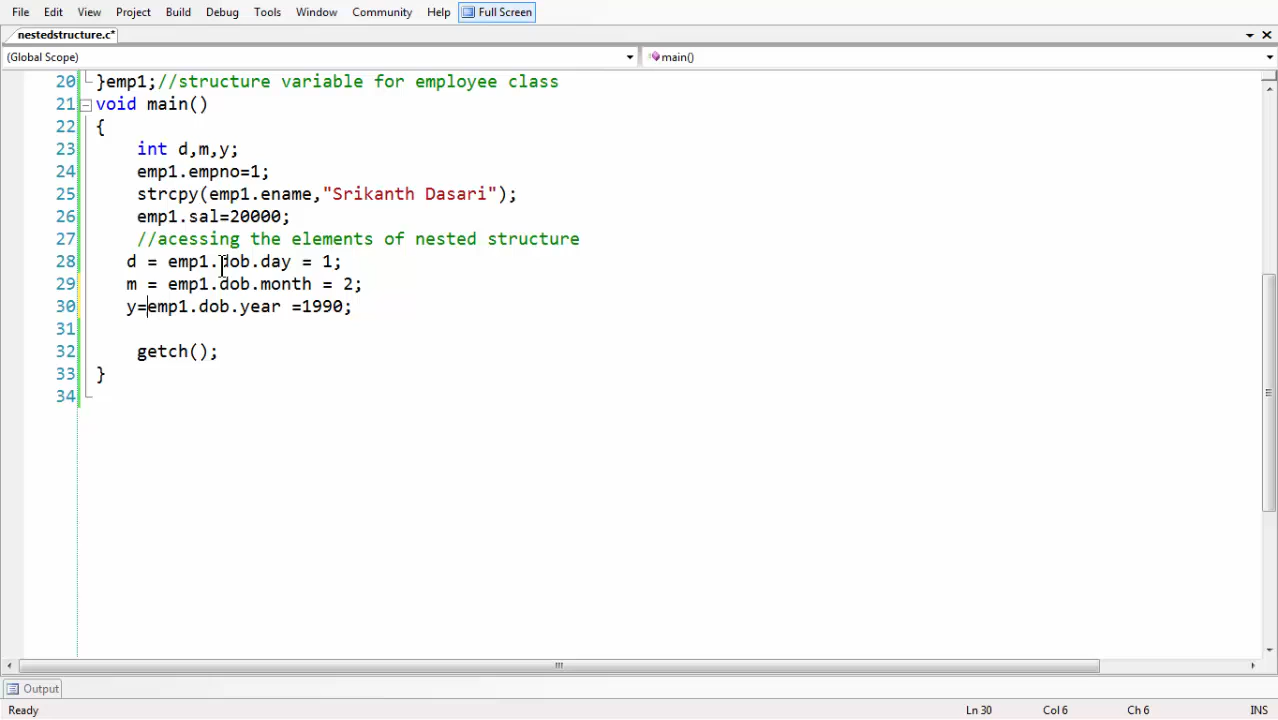 File Edit View Project Build Debug Tools Window Community Help Full Screen
nestedstructure.c*
(Global Scope) main()
20 }emp1;//structure variable for employee class
21 void main()
22 {
23 int d,m,y;
24 emp1.empno=1;
25 strcpy(emp1.ename,"Srikanth Dasari");
26 emp1.sal=20000;
27 //acessing the elements of nested structure
28 d = emp1.dob.day = 1;
29 m = emp1.dob.month = 2;
30 y=emp1.dob.year =1990;
31
32 getch();
33 }
34
Output
Ready Ln 30 Col 6 Ch 6 INS